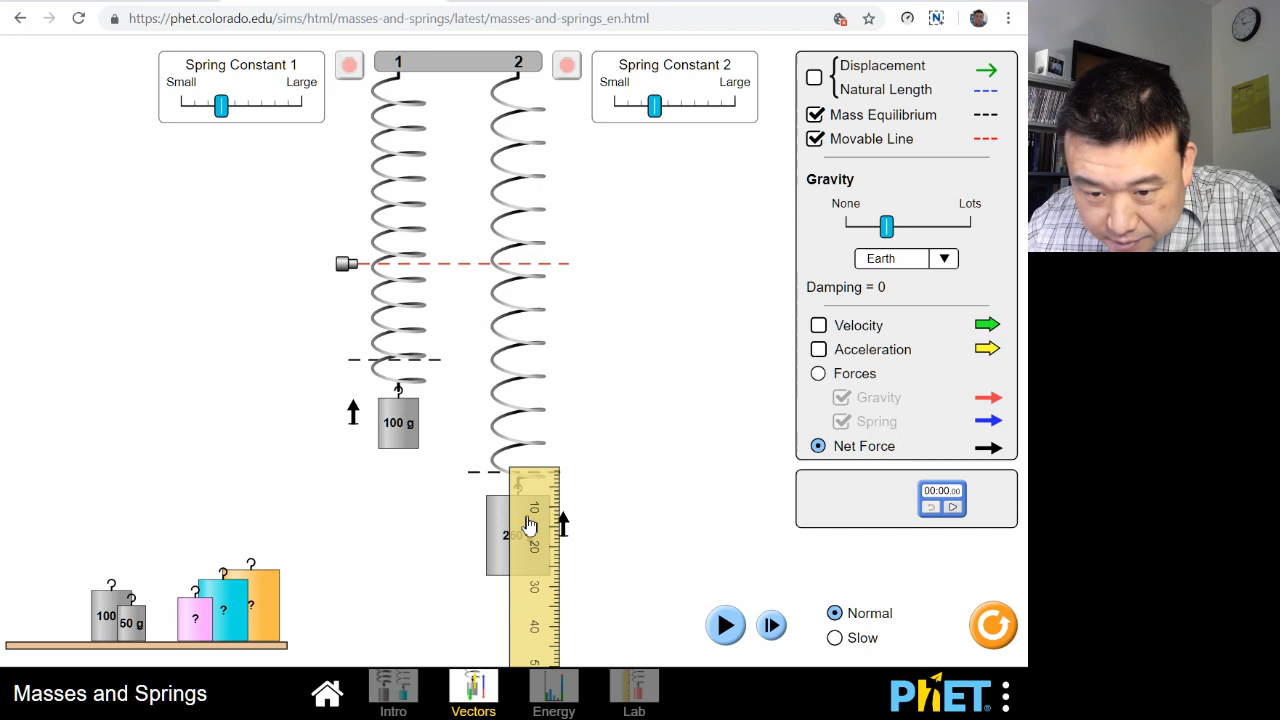 https://phet.colorado.edu/sims/html/masses-and-springs/latest/masses-and-springs_en.html
Spring Constant 1
Small Large
1 2
Spring Constant 2
Small Large
Displacement
Natural Length
Mass Equilibrium
Movable Line
Gravity
None Lots
Earth
Damping = 0
Velocity
Acceleration
Forces
Gravity
Spring
Net Force
00:00.00
100 g
10
20
30
40
5
100
50 g
? ? ?
Normal
Slow
Masses and Springs
Intro
Vectors
Energy
Lab
PhET